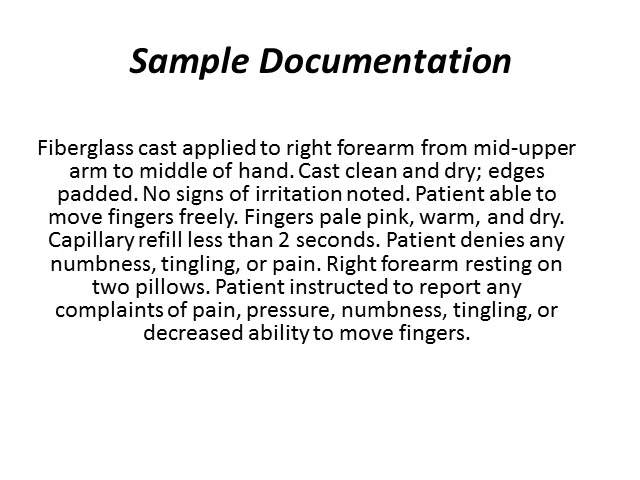 Sample Documentation
Fiberglass cast applied to right forearm from mid-upper
arm to middle of hand. Cast clean and dry; edges
padded. No signs of irritation noted. Patient able to
move fingers freely. Fingers pale pink, warm, and dry.
Capillary refill less than 2 seconds. Patient denies any
numbness, tingling, or pain. Right forearm resting on
two pillows. Patient instructed to report any
complaints of pain, pressure, numbness, tingling, or
decreased ability to move fingers.